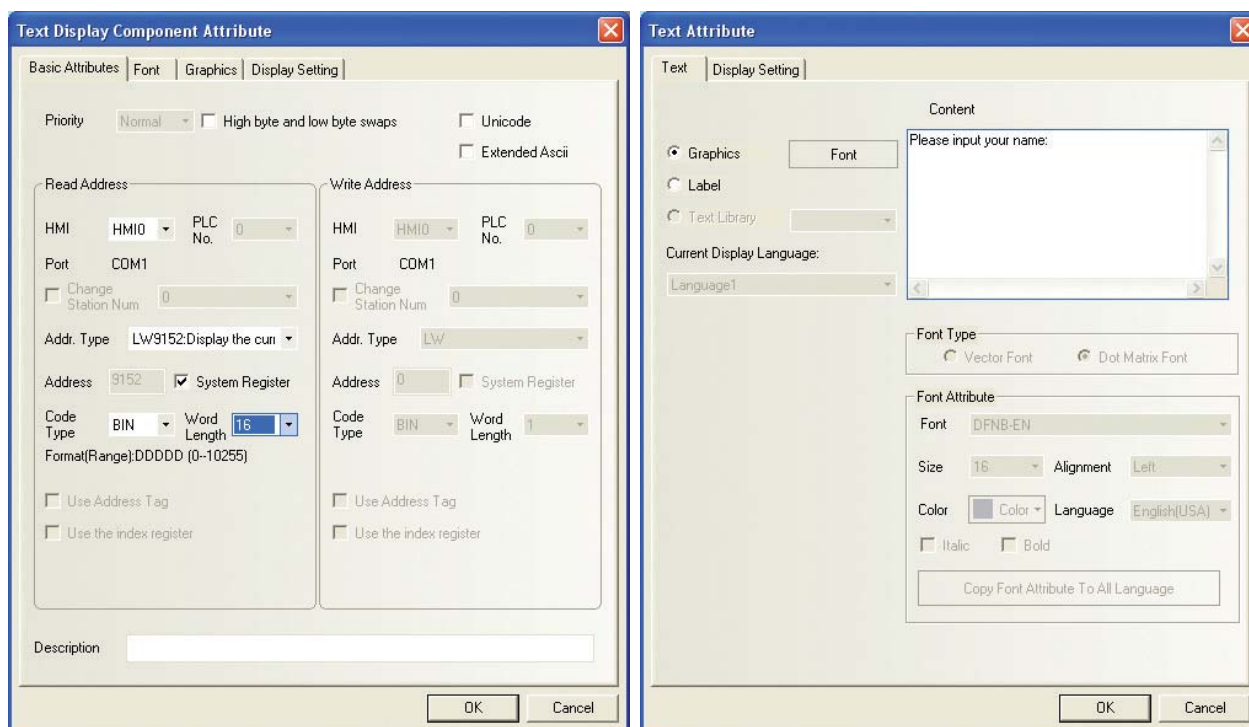 Text Display Component Attribute
Basic Attributes Font Graphics Display Setting
Priority Normal High byte and low byte swaps Unicode
Extended Ascii
Read Address
HMI HMI0 PLC No. 0
Port COM1
Change Station Num 0
Addr. Type LW9152:Display the curr
Address 9152 System Register
Code Type BIN Word Length 16
Format(Range):DDDDD (0--10255)
Use Address Tag
Use the index register
Write Address
HMI HMI0 PLC No. 0
Port COM1
Change Station Num 0
Addr. Type LW
Address 0 System Register
Code Type BIN Word Length 1
Use Address Tag
Use the index register
Description
OK Cancel
Text Attribute
Text Display Setting
Graphics Font
Label
Text Library
Current Display Language:
Language1
Content
Please input your name:
Font Type
Vector Font Dot Matrix Font
Font Attribute
Font DFNB-EN
Size 16 Alignment Left
Color Color Language English(USA)
Italic Bold
Copy Font Attribute To All Language
OK Cancel